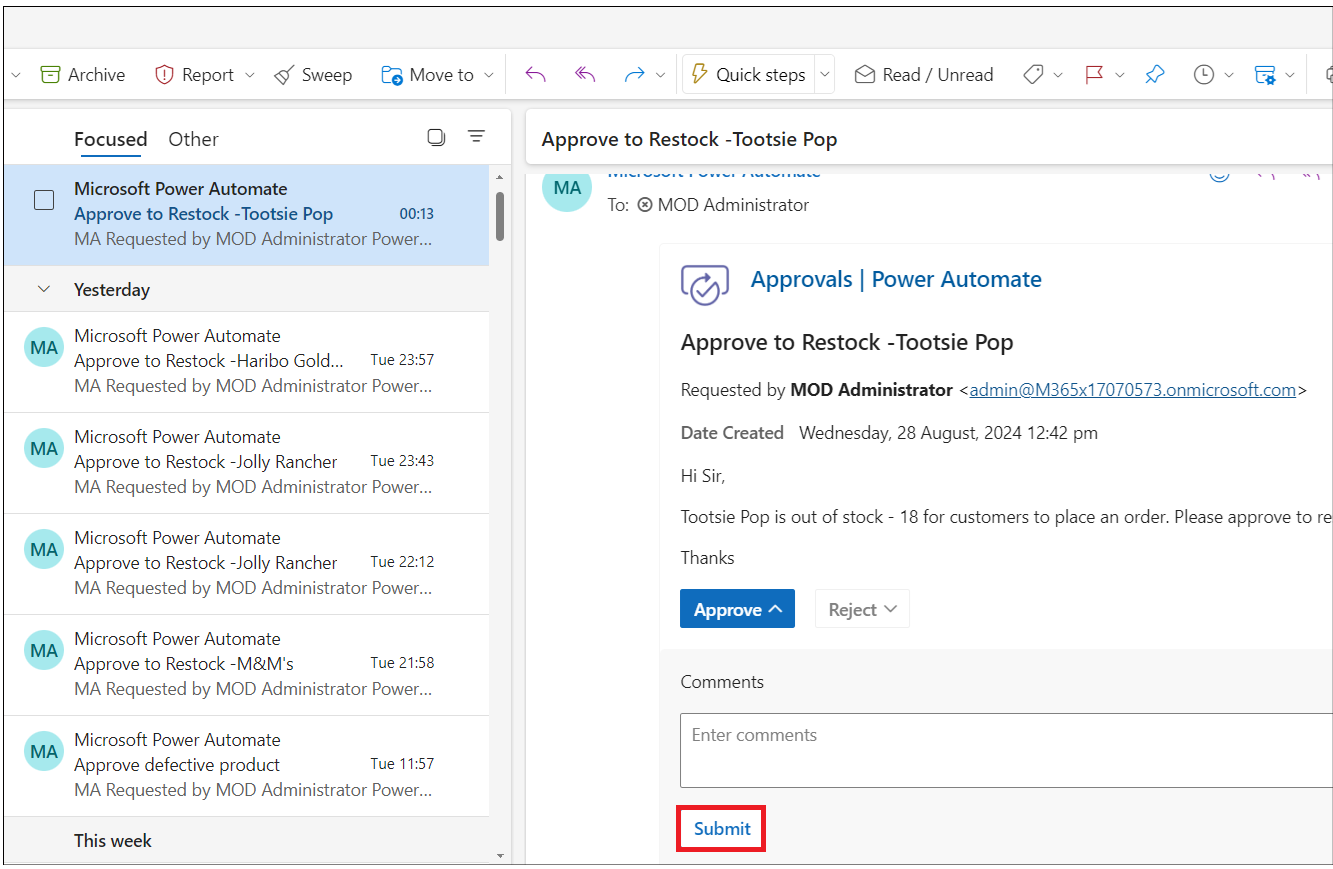 Archive Report Sweep Move to Quick steps Read / Unread
Focused Other
Microsoft Power Automate
Approve to Restock -Tootsie Pop 00:13
MA Requested by MOD Administrator Power...
Yesterday
MA Microsoft Power Automate
Approve to Restock -Haribo Gold... Tue 23:57
MA Requested by MOD Administrator Power...
MA Microsoft Power Automate
Approve to Restock -Jolly Rancher Tue 23:43
MA Requested by MOD Administrator Power...
MA Microsoft Power Automate
Approve to Restock -Jolly Rancher Tue 22:12
MA Requested by MOD Administrator Power...
MA Microsoft Power Automate
Approve to Restock -M&M's Tue 21:58
MA Requested by MOD Administrator Power...
MA Microsoft Power Automate
Approve defective product Tue 11:57
MA Requested by MOD Administrator Power...
This week
Approve to Restock -Tootsie Pop
MA Microsoft Power Automate
To: MOD Administrator
Approvals | Power Automate
Approve to Restock -Tootsie Pop
Requested by MOD Administrator <admin@M365x17070573.onmicrosoft.com>
Date Created Wednesday, 28 August, 2024 12:42 pm
Hi Sir,
Tootsie Pop is out of stock - 18 for customers to place an order. Please approve to re
Thanks
Approve Reject
Comments
Enter comments
Submit